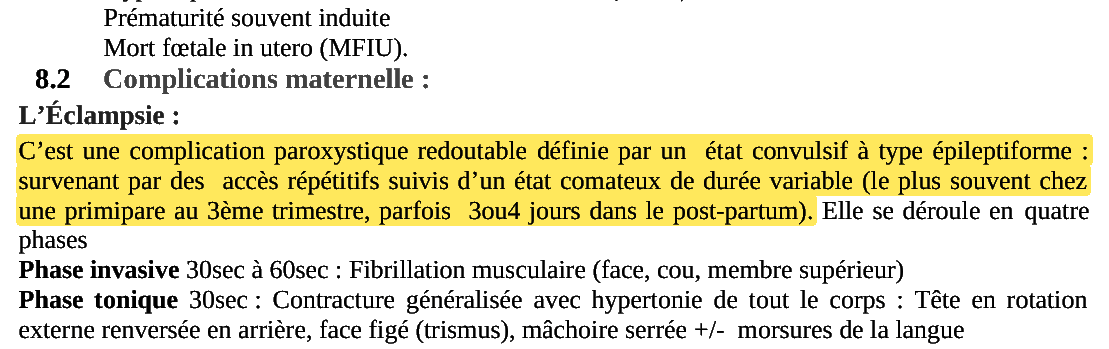 Prématurité souvent induite
Mort fœtale in utero (MFIU).
8.2 Complications maternelle :
L’Éclampsie :
C’est une complication paroxystique redoutable définie par un état convulsif à type épileptiforme :
survenant par des accès répétitifs suivis d’un état comateux de durée variable (le plus souvent chez
une primipare au 3ème trimestre, parfois 3ou4 jours dans le post-partum). Elle se déroule en quatre
phases
Phase invasive 30sec à 60sec : Fibrillation musculaire (face, cou, membre supérieur)
Phase tonique 30sec : Contracture généralisée avec hypertonie de tout le corps : Tête en rotation
externe renversée en arrière, face figé (trismus), mâchoire serrée +/- morsures de la langue